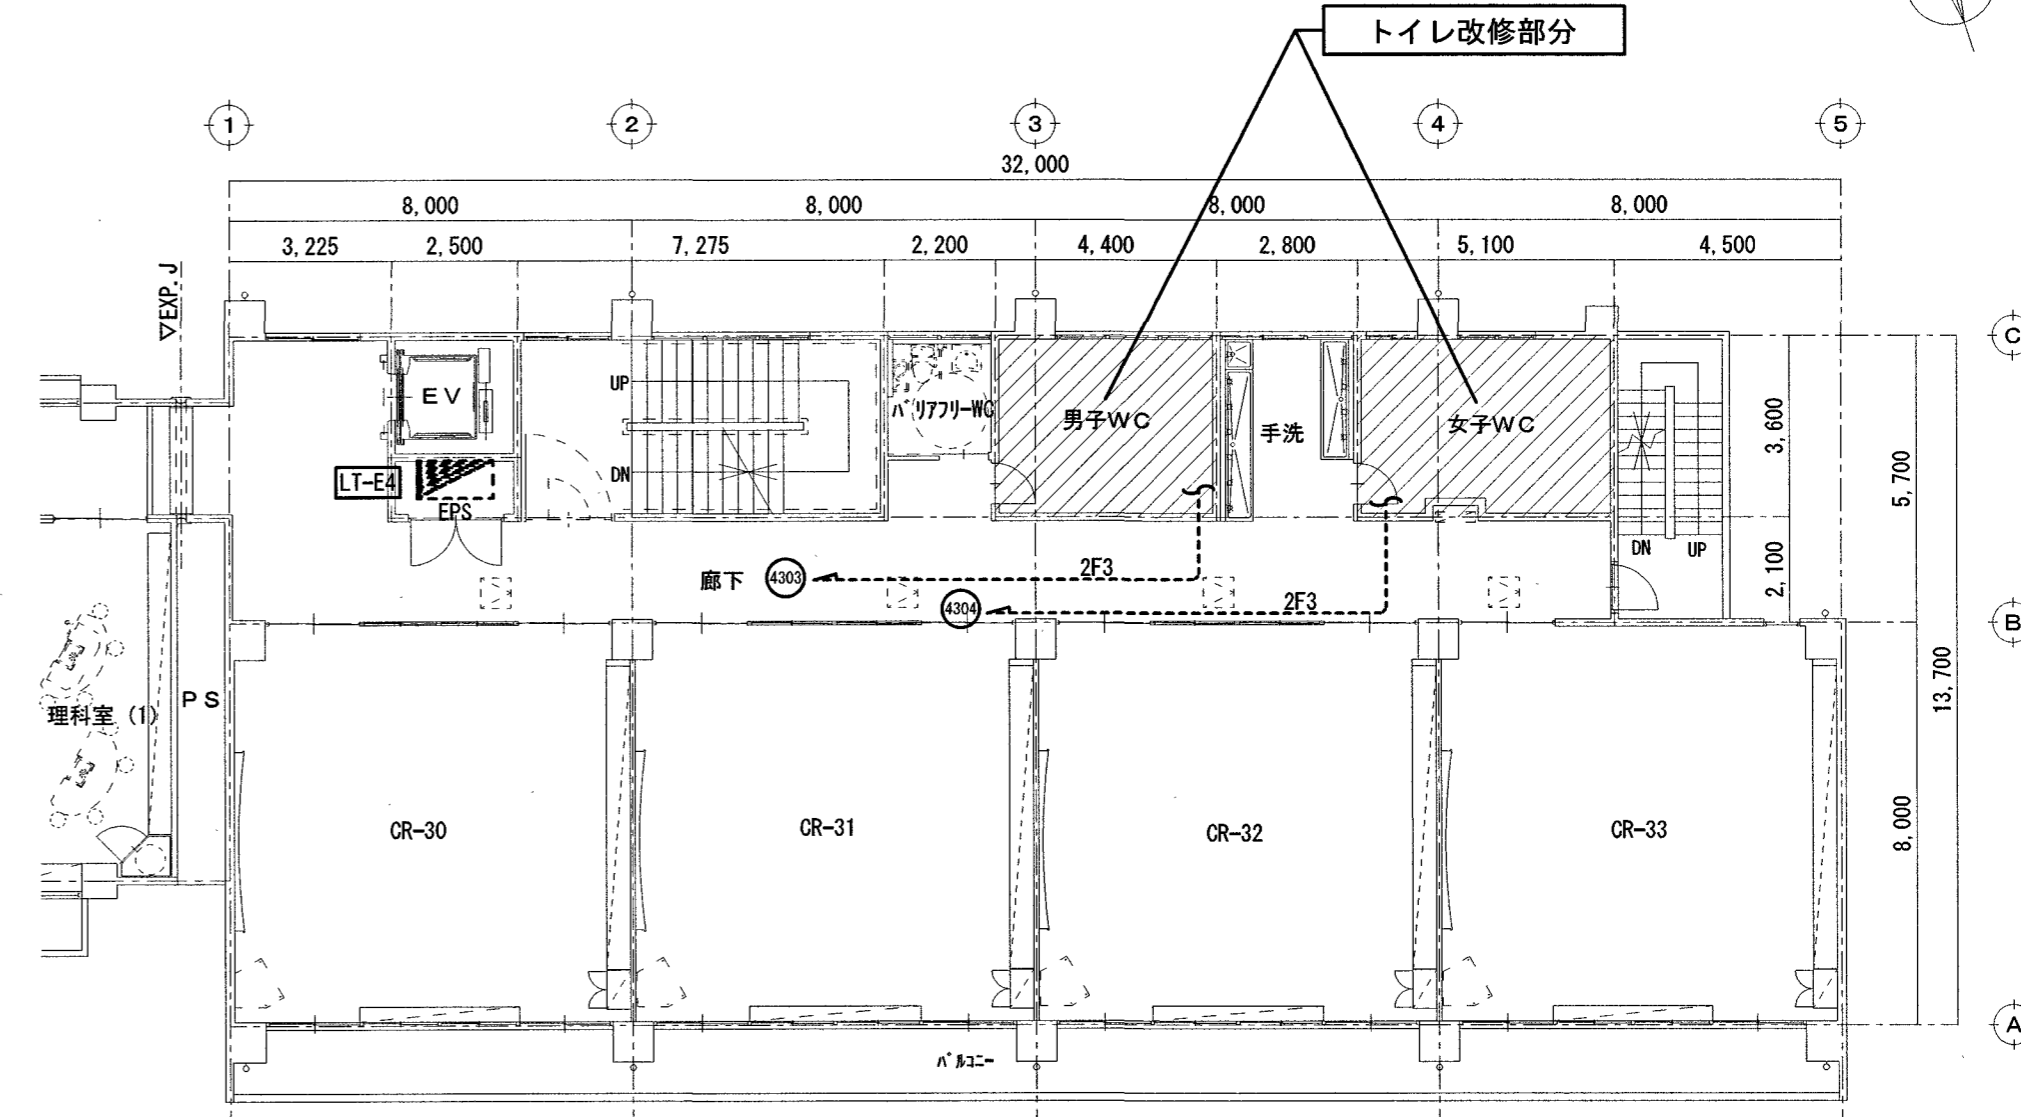 トイレ改修部分
1
2
3
4
5
32,000
8,000
8,000
8,000
8,000
3,225
2,500
7,275
2,200
4,400
2,800
5,100
4,500
▽EXP.J
C
EV
UP
DN
バリアフリーWC
男子WC
手洗
女子WC
3,600
5,700
LT-E4
EPS
DN
UP
2,100
廊下
4303
2F3
4304
2F3
B
13,700
PS
理科室 (1)
CR-30
CR-31
CR-32
CR-33
8,000
A
バルコニー